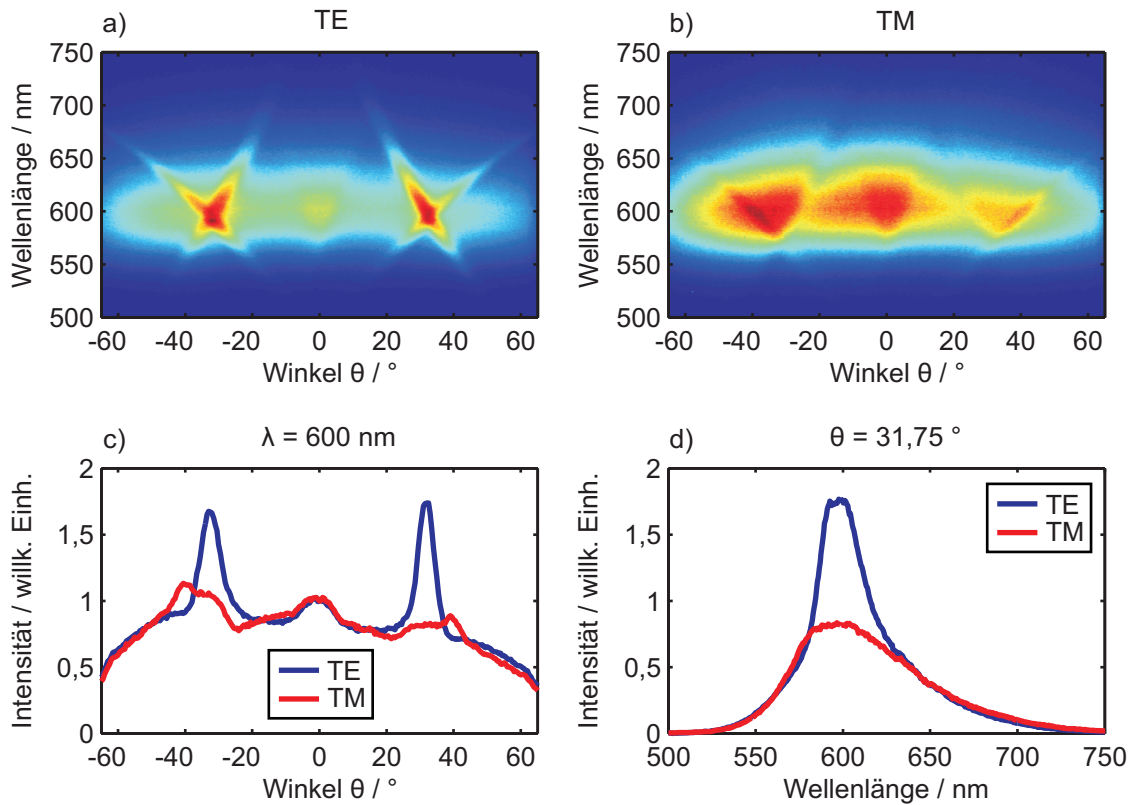 a) TE
Wellenlänge / nm
750
700
650
600
550
500
-60 -40 -20 0 20 40 60
Winkel θ / °
b) TM
Wellenlänge / nm
750
700
650
600
550
500
-60 -40 -20 0 20 40 60
Winkel θ / °
c) λ = 600 nm
Intensität / willk. Einh.
2
1,5
1
0,5
0
TE
TM
-60 -40 -20 0 20 40 60
Winkel θ / °
d) θ = 31,75 °
Intensität / willk. Einh.
2
1,5
1
0,5
0
TE
TM
500 550 600 650 700 750
Wellenlänge / nm